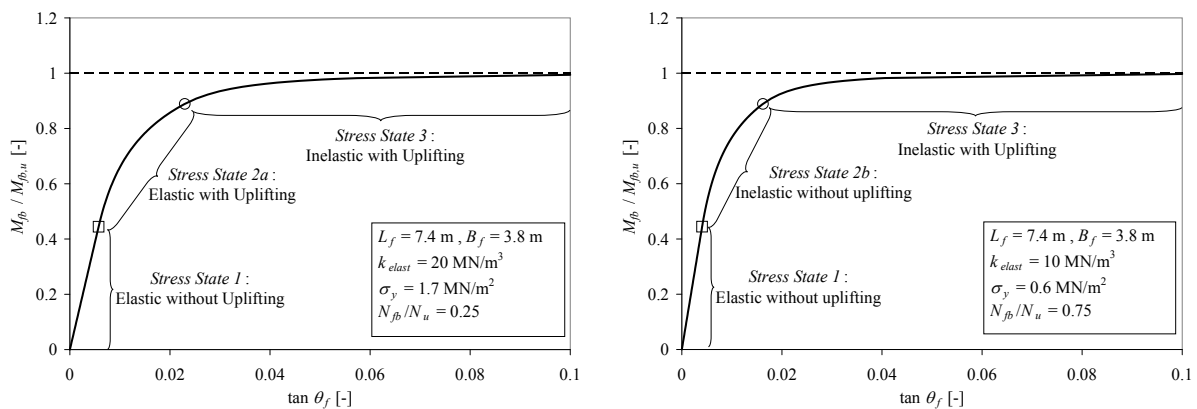 1.2
1
0.8
0.6
0.4
0.2
0
M_fb / M_fb,u [-]
Stress State 3 :
Inelastic with Uplifting
Stress State 2a :
Elastic with Uplifting
Stress State 1 :
Elastic without Uplifting
L_f = 7.4 m , B_f = 3.8 m
k_elast = 20 MN/m³
σ_y = 1.7 MN/m²
N_fb/N_u = 0.25
0 0.02 0.04 0.06 0.08 0.1
tan θ_f [-]
1.2
1
0.8
0.6
0.4
0.2
0
M_fb / M_fb,u [-]
Stress State 3 :
Inelastic with Uplifting
Stress State 2b :
Inelastic without uplifting
Stress State 1 :
Elastic without uplifting
L_f = 7.4 m , B_f = 3.8 m
k_elast = 10 MN/m³
σ_y = 0.6 MN/m²
N_fb/N_u = 0.75
0 0.02 0.04 0.06 0.08 0.1
tan θ_f [-]